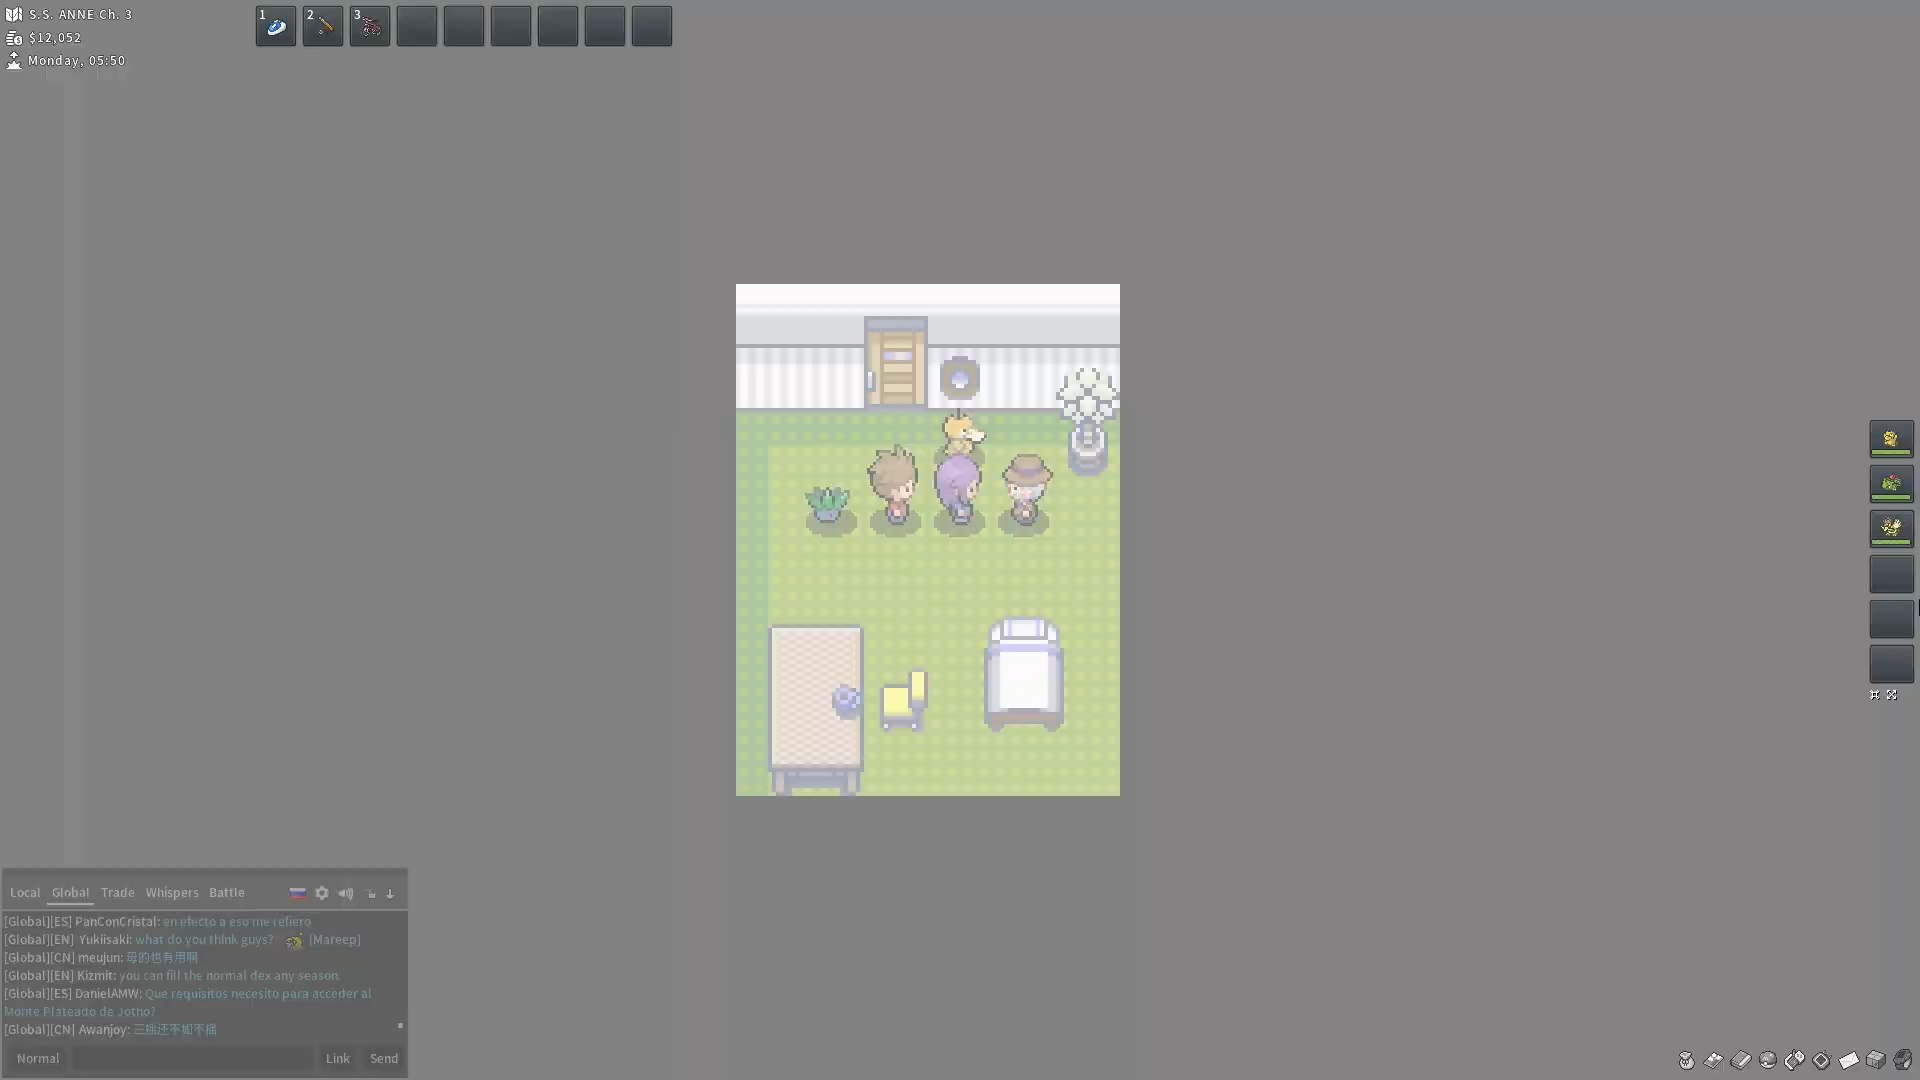 S.S. ANNE Ch. 3
$12,052
Monday, 05:50
1 2 3
Local Global Trade Whispers Battle
[Global][ES] PanConCristal: en efecto a eso me refiero
[Global][EN] Yukiisaki: what do you think guys? [Mareep]
[Global][CN] meujun: 母的也有用啊
[Global][EN] Kizmit: you can fill the normal dex any season.
[Global][ES] DanielAMW: Que requisitos necesito para acceder al
Monte Plateado de Jotho?
[Global][CN] Awanjoy: 三摇还不如不摇
Normal Link Send